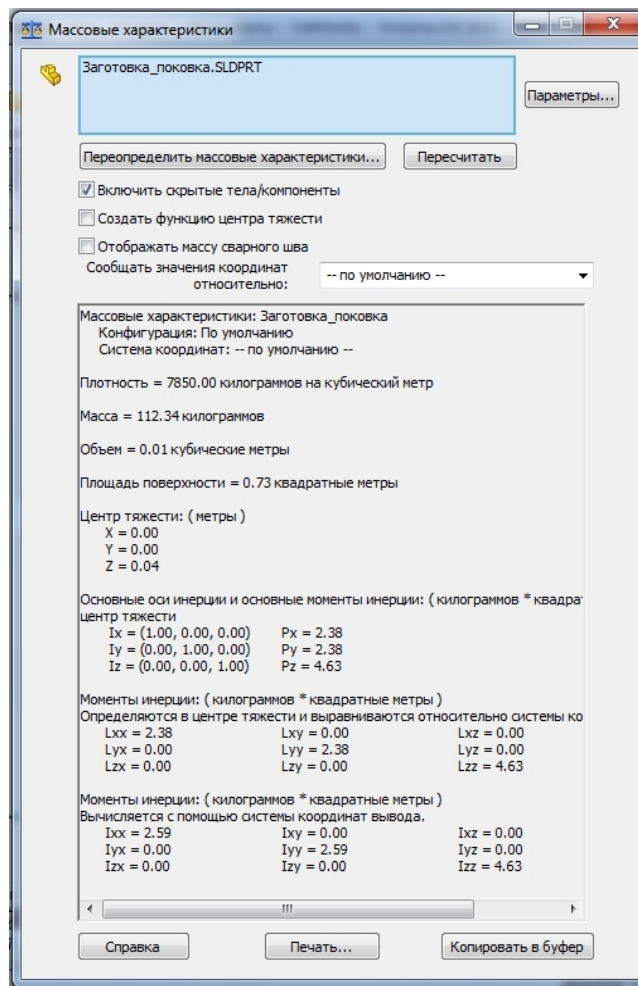 Массовые характеристики
Заготовка_поковка.SLDPRT
Параметры...
Переопределить массовые характеристики...
Пересчитать
Включить скрытые тела/компоненты
Создать функцию центра тяжести
Отображать массу сварного шва
Сообщать значения координат
относительно:
-- по умолчанию --
Массовые характеристики: Заготовка_поковка
Конфигурация: По умолчанию
Система координат: -- по умолчанию --
Плотность = 7850.00 килограммов на кубический метр
Масса = 112.34 килограммов
Объем = 0.01 кубические метры
Площадь поверхности = 0.73 квадратные метры
Центр тяжести: ( метры )
X = 0.00
Y = 0.00
Z = 0.04
Основные оси инерции и основные моменты инерции: ( килограммов * квадрат
центр тяжести
Ix = (1.00, 0.00, 0.00) Px = 2.38
Iy = (0.00, 1.00, 0.00) Py = 2.38
Iz = (0.00, 0.00, 1.00) Pz = 4.63
Моменты инерции: ( килограммов * квадратные метры )
Определяются в центре тяжести и выравниваются относительно системы ко
Lxx = 2.38 Lxy = 0.00 Lxz = 0.00
Lyx = 0.00 Lyy = 2.38 Lyz = 0.00
Lzx = 0.00 Lzy = 0.00 Lzz = 4.63
Моменты инерции: ( килограммов * квадратные метры )
Вычисляется с помощью системы координат вывода.
Ixx = 2.59 Ixy = 0.00 Ixz = 0.00
Iyx = 0.00 Iyy = 2.59 Iyz = 0.00
Izx = 0.00 Izy = 0.00 Izz = 4.63
Справка
Печать...
Копировать в буфер